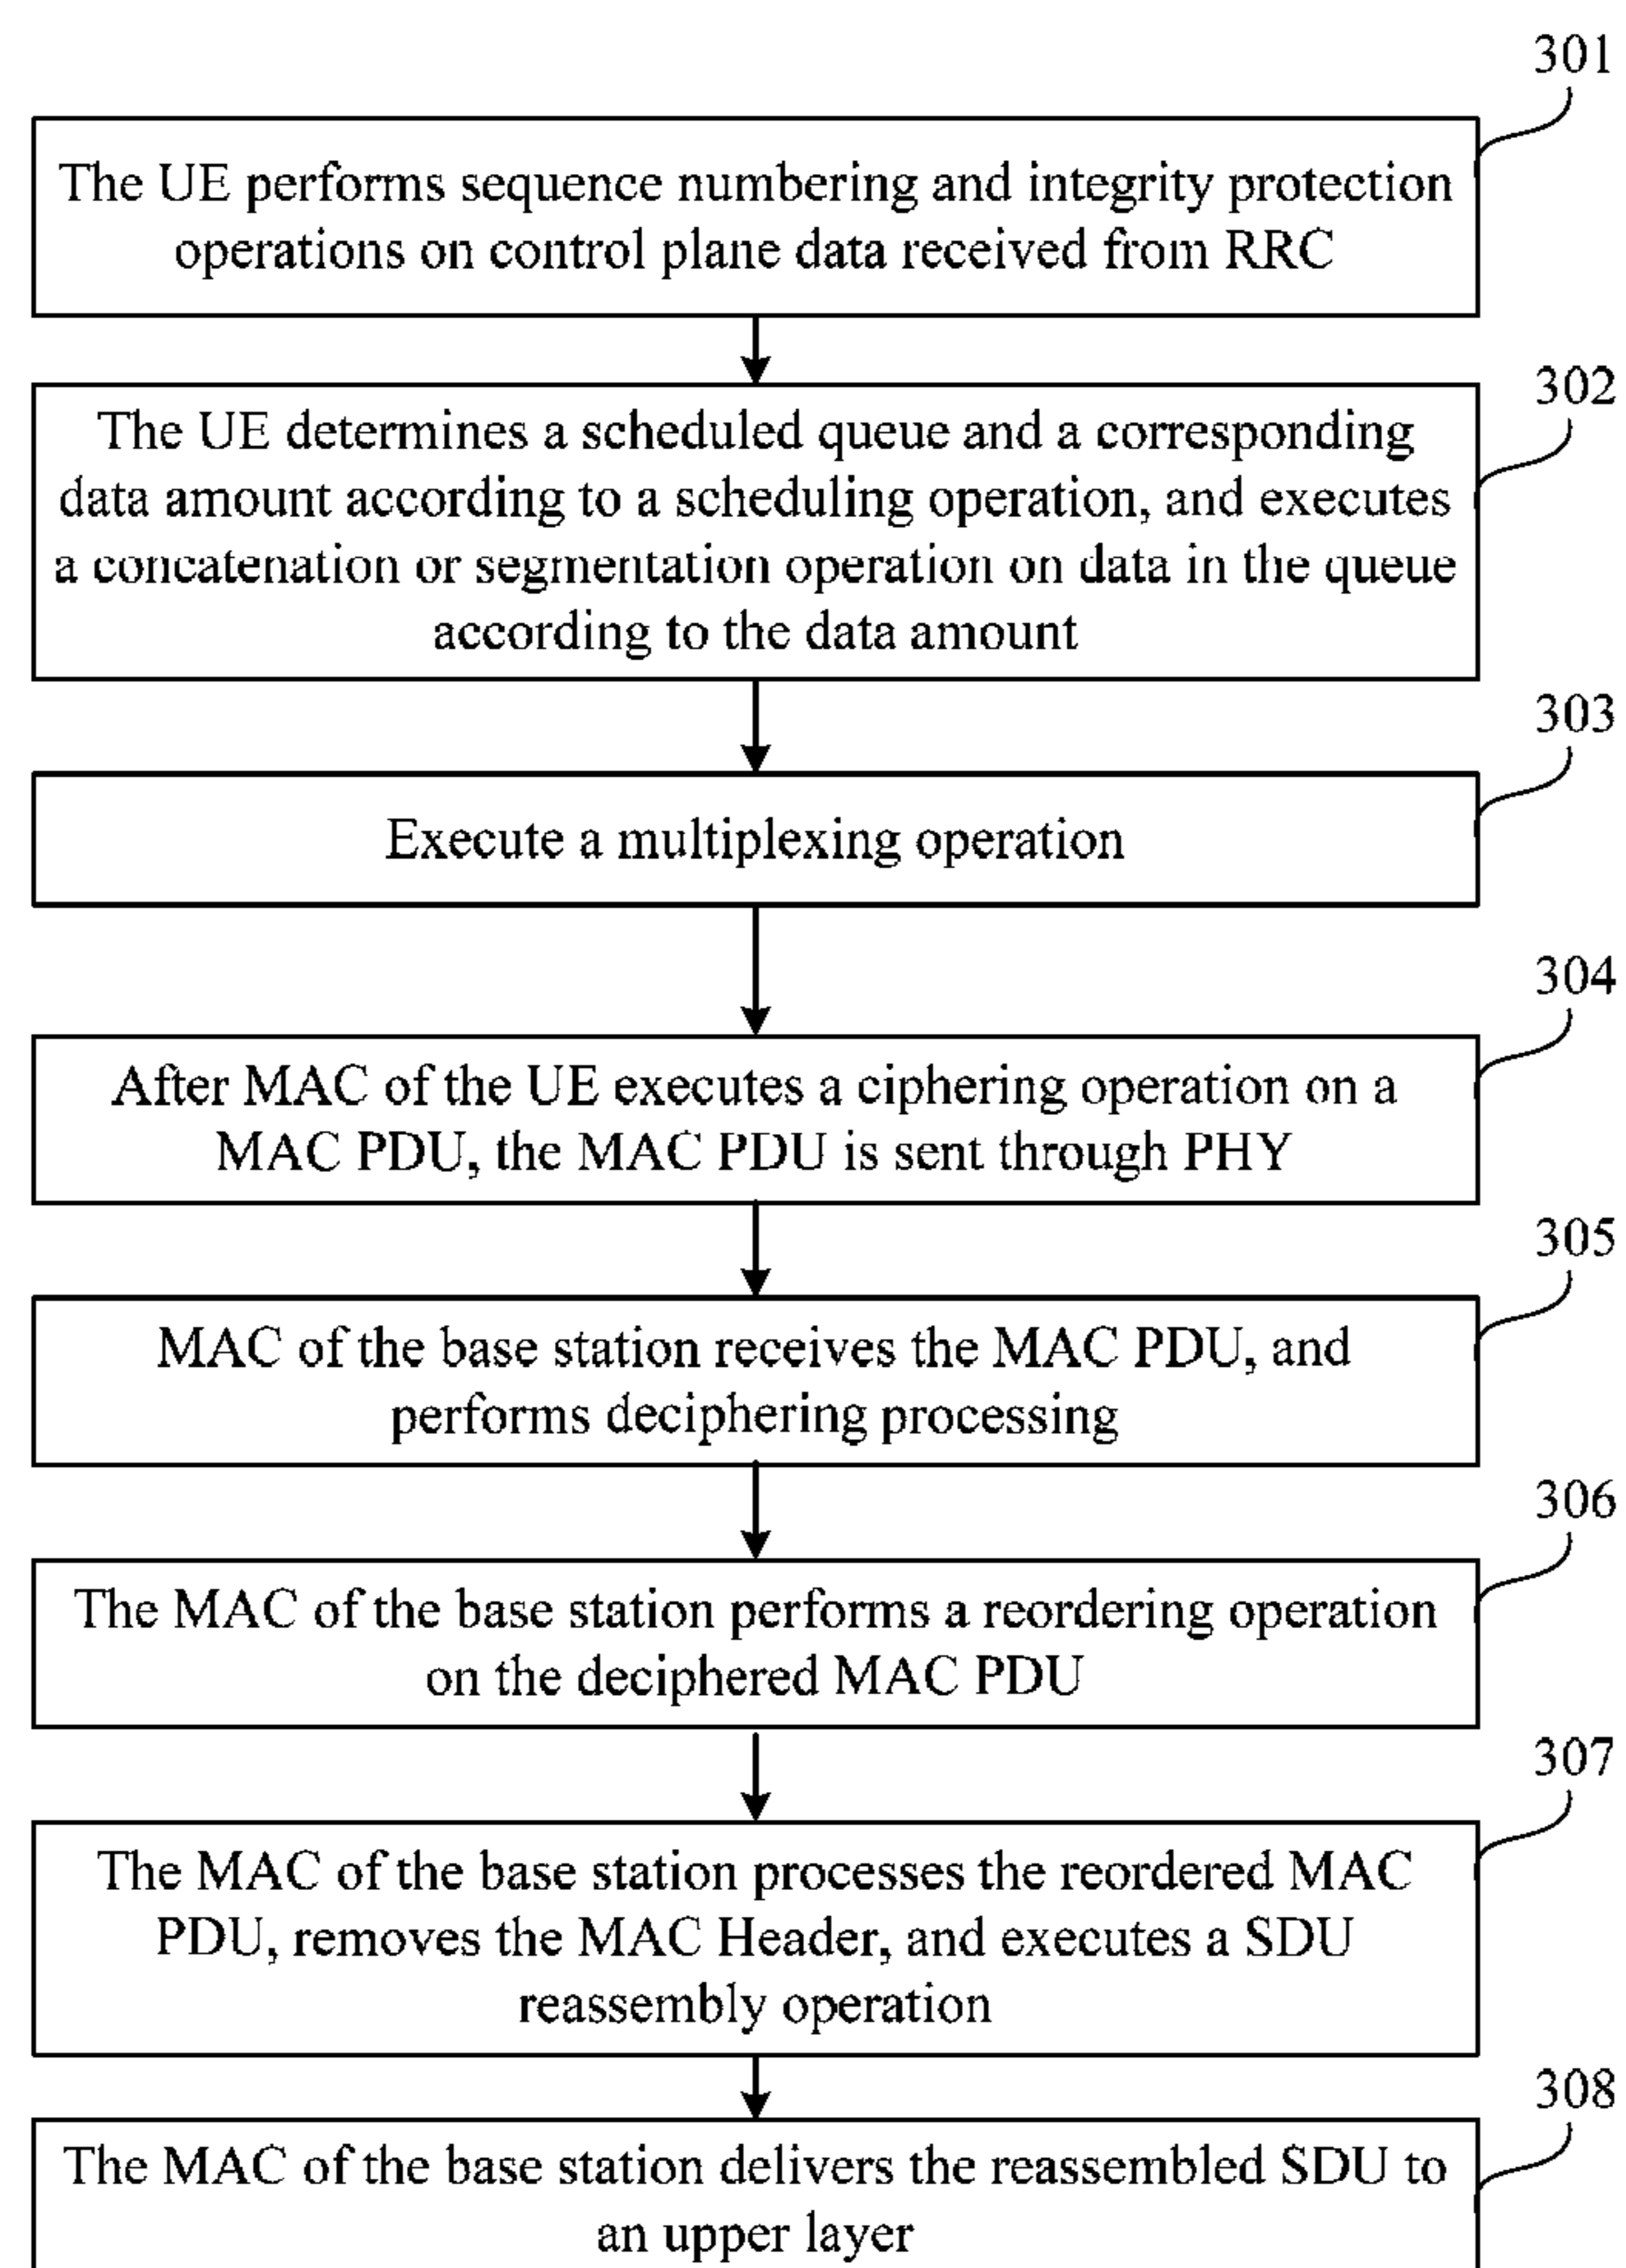 301
The UE performs sequence numbering and integrity protection
operations on control plane data received from RRC
302
The UE determines a scheduled queue and a corresponding
data amount according to a scheduling operation, and executes
a concatenation or segmentation operation on data in the queue
according to the data amount
303
Execute a multiplexing operation
304
After MAC of the UE executes a ciphering operation on a
MAC PDU, the MAC PDU is sent through PHY
305
MAC of the base station receives the MAC PDU, and
performs deciphering processing
306
The MAC of the base station performs a reordering operation
on the deciphered MAC PDU
307
The MAC of the base station processes the reordered MAC
PDU, removes the MAC Header, and executes a SDU
reassembly operation
308
The MAC of the base station delivers the reassembled SDU to
an upper layer